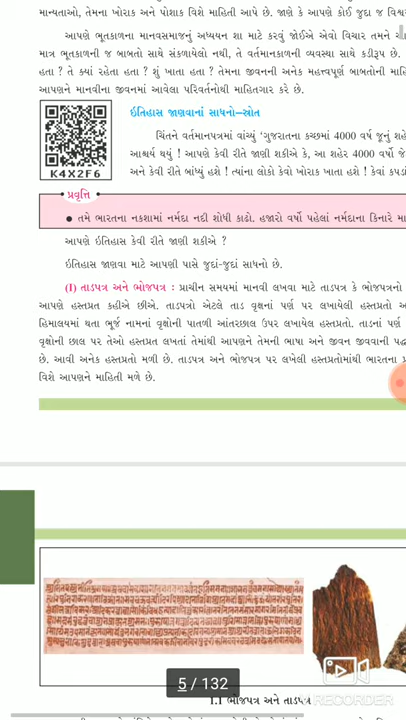 માન્યતાઓ, તેમના ખોરાક અને પોશાક વિશે માહિતી આપે છે. જાણે કે આપણે કોઈ જુદા જ
આપણે ભૂતકાળના માનવસમાજનું અધ્યયન શા માટે કરવું જોઈએ એવો વિચાર તમને
માત્ર ભૂતકાળની જ બાબતો સાથે સંકળાયેલો નથી, તે વર્તમાનકાળની વ્યવસ્થા સાથે કડીરૂપ છે.
હતા ? તે ક્યાં રહેતા હતા ? શું ખાતા હતા ? તેમના જીવનની અનેક મહત્ત્વપૂર્ણ બાબતોની
આપણને માનવીના જીવનમાં આવેલા પરિવર્તનોથી માહિતગાર કરે છે.
ઇતિહાસ જાણવાનાં સાધનો–સ્રોત
ચિંતને વર્તમાનપત્રમાં વાંચ્યું 'ગુજરાતના કચ્છમાં 4000 વર્ષ જૂનું
આશ્ચર્ય થયું ! આપણે કેવી રીતે જાણી શકીએ કે, આ શહેર 4000 વર્ષો
અને કેવી રીતે બાંધ્યું હશે ! ત્યાંના લોકો કેવો ખોરાક ખાતા હશે ! કેવાં
K4X2F6
• પ્રવૃત્તિ •
● તમે ભારતના નકશામાં નર્મદા નદી શોધી કાઢો. હજારો વર્ષો પહેલાં નર્મદાના કિનારે
આપણે ઇતિહાસ કેવી રીતે જાણી શકીએ ?
ઇતિહાસ જાણવા માટે આપણી પાસે જુદાં-જુદાં સાધનો છે.
(1) તાડપત્ર અને ભોજપત્ર : પ્રાચીન સમયમાં માનવી લખવા માટે તાડપત્ર કે ભોજપત્રનો
આપણે હસ્તપ્રત કહીએ છીએ. તાડપત્રો એટલે તાડ વૃક્ષનાં પર્ણ પર લખાયેલી હસ્તપ્રતો
હિમાલયમાં થતા ભૂર્જ નામનાં વૃક્ષોની પાતળી આંતરછાલ ઉપર લખાયેલ હસ્તપ્રતો. તાડનાં પર્ણ
વૃક્ષોની છાલ પર તેઓ હસ્તપ્રત લખતાં તેમાંથી આપણને તેમની ભાષા અને જીવન જીવવાની
છે. આવી અનેક હસ્તપ્રતો મળી છે. તાડપત્ર અને ભોજપત્ર પર લખેલી હસ્તપ્રતોમાંથી ભારતના
વિશે આપણને માહિતી મળે છે.
5 / 132
RECORDER
1.1 ભોજપત્ર અને તાડપત્ર